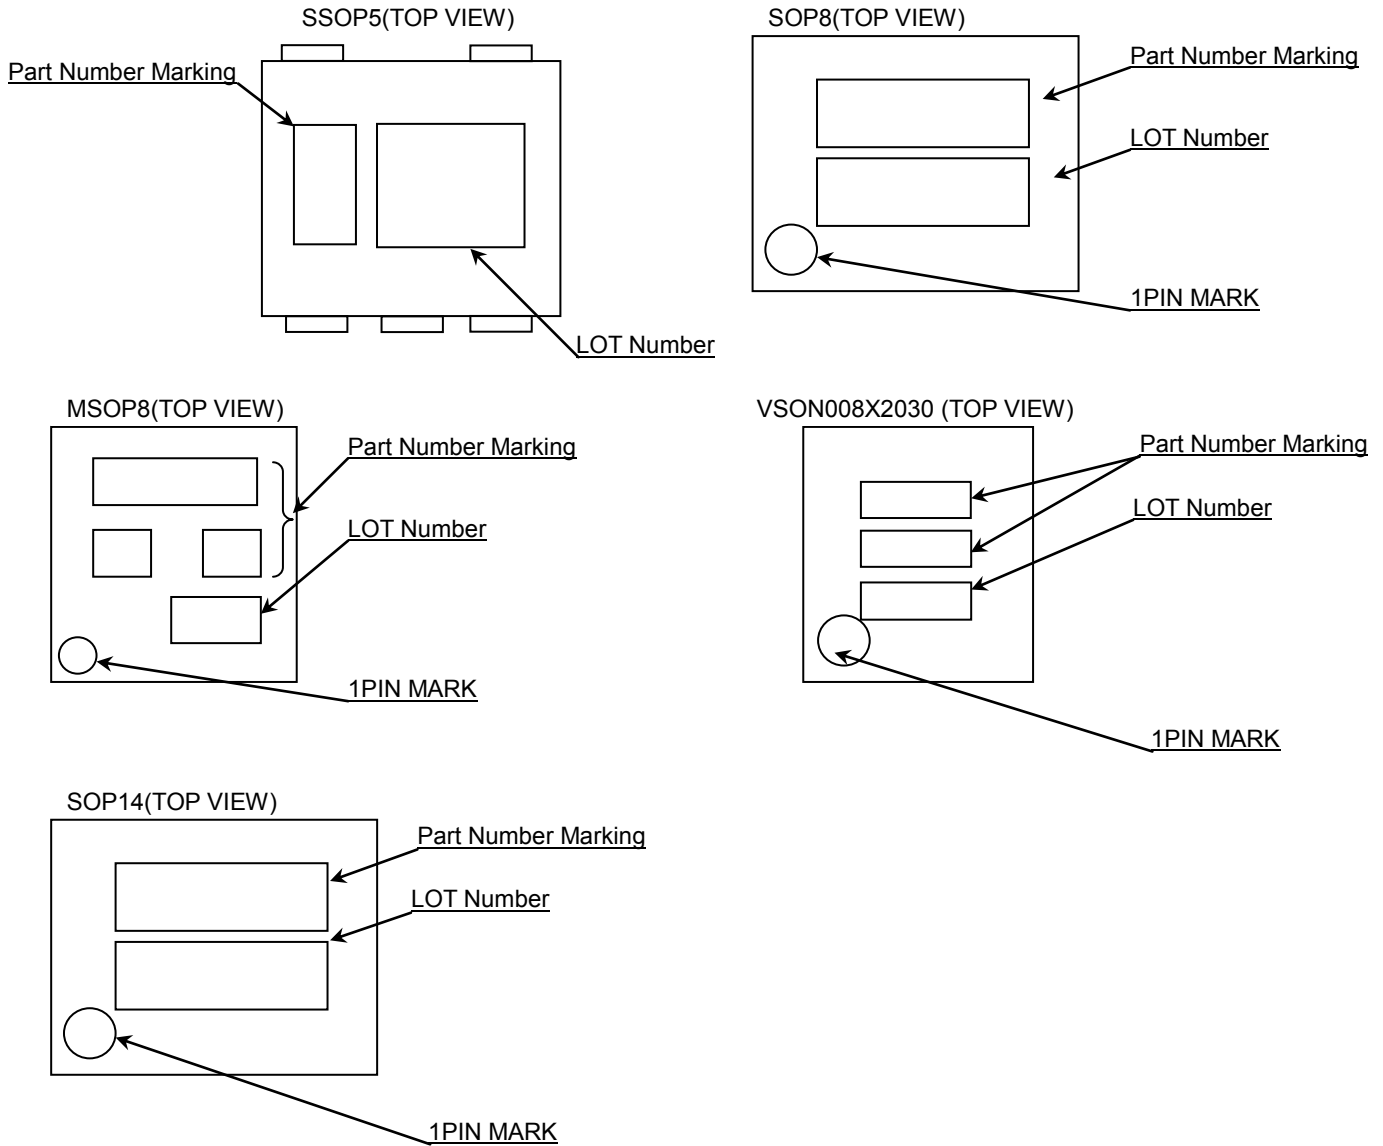 SSOP5(TOP VIEW)
Part Number Marking
LOT Number
SOP8(TOP VIEW)
Part Number Marking
LOT Number
1PIN MARK
MSOP8(TOP VIEW)
Part Number Marking
LOT Number
1PIN MARK
VSON008X2030 (TOP VIEW)
Part Number Marking
LOT Number
1PIN MARK
SOP14(TOP VIEW)
Part Number Marking
LOT Number
1PIN MARK